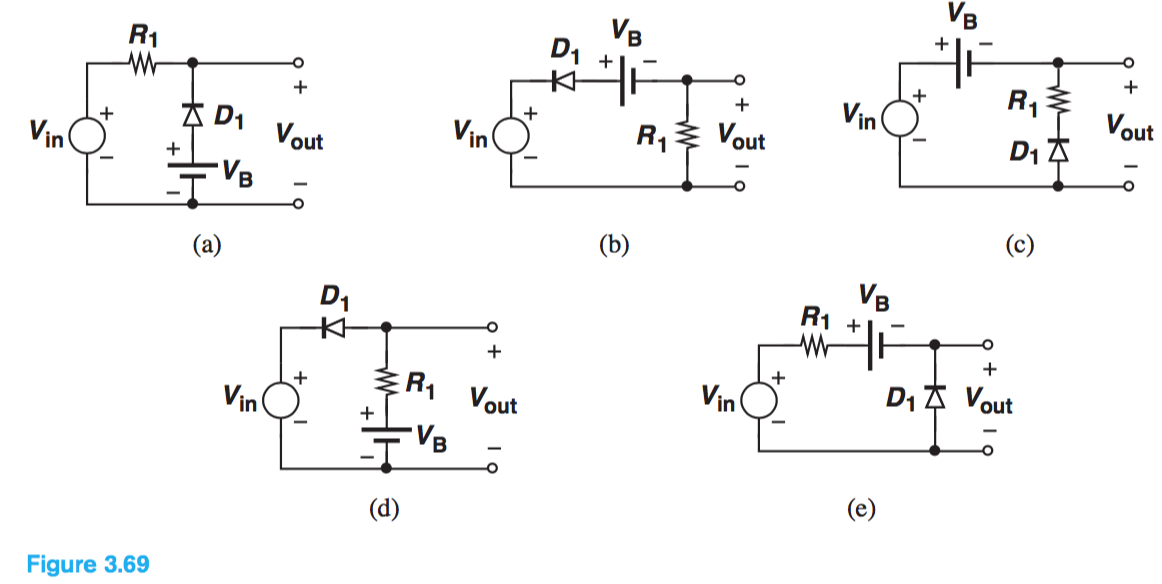 R1
D1
+
VB
−
+
−
Vin
+
−
Vout
(a)
D1
VB
+
−
Vin
+
−
R1
+
−
Vout
(b)
VB
+
−
Vin
+
−
R1
D1
+
−
Vout
(c)
D1
Vin
+
−
R1
+
VB
−
+
−
Vout
(d)
R1
VB
+
−
Vin
+
−
D1
+
−
Vout
(e)
Figure 3.69